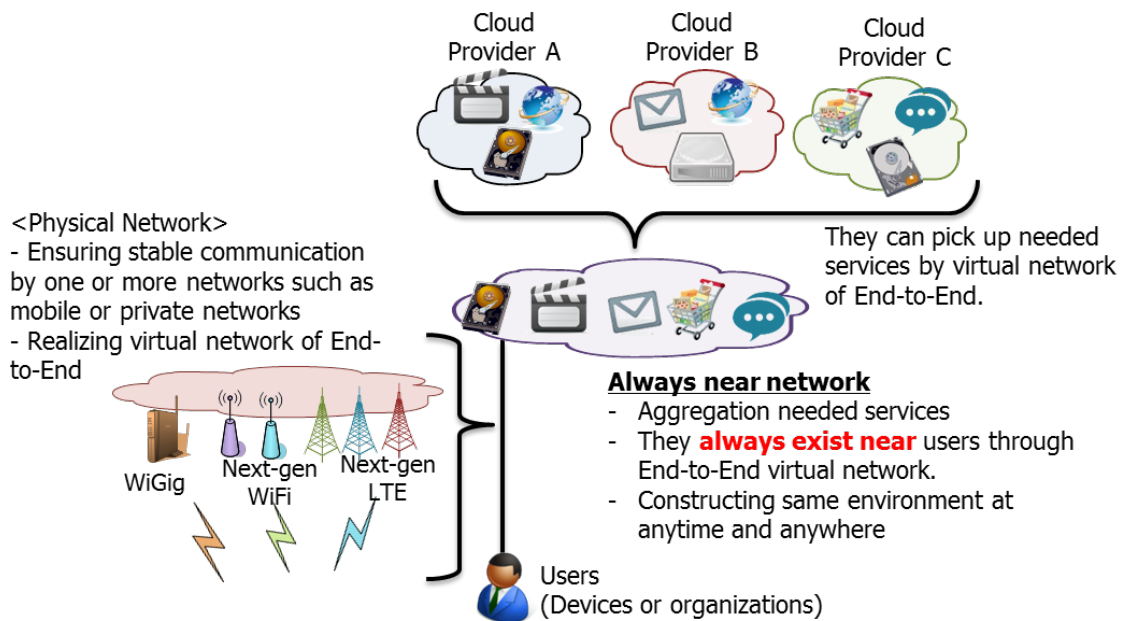 Cloud
Provider A
Cloud
Provider B
Cloud
Provider C
<Physical Network>
- Ensuring stable communication
by one or more networks such as
mobile or private networks
- Realizing virtual network of End-
to-End
They can pick up needed
services by virtual network
of End-to-End.
WiGig
Next-gen
WiFi
Next-gen
LTE
Always near network
- Aggregation needed services
- They always exist near users through
End-to-End virtual network.
- Constructing same environment at
anytime and anywhere
Users
(Devices or organizations)